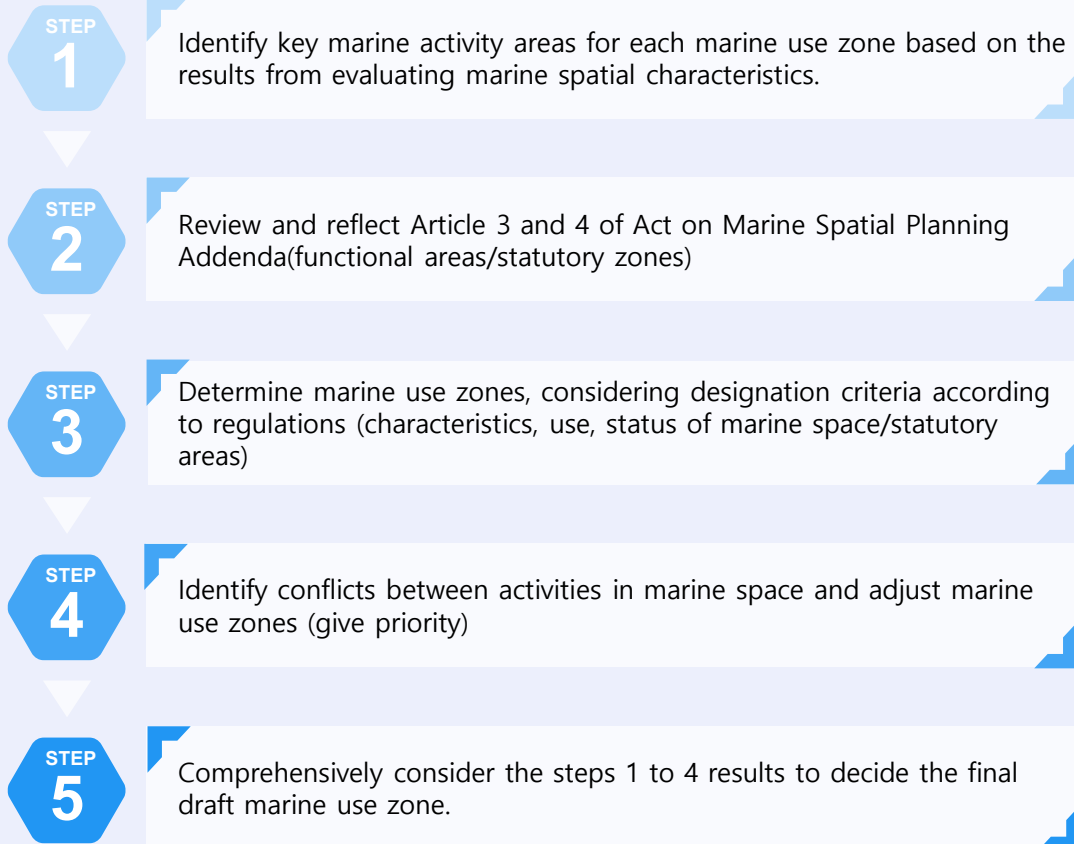 STEP
1
Identify key marine activity areas for each marine use zone based on the
results from evaluating marine spatial characteristics.
STEP
2
Review and reflect Article 3 and 4 of Act on Marine Spatial Planning
Addenda(functional areas/statutory zones)
STEP
3
Determine marine use zones, considering designation criteria according
to regulations (characteristics, use, status of marine space/statutory
areas)
STEP
4
Identify conflicts between activities in marine space and adjust marine
use zones (give priority)
STEP
5
Comprehensively consider the steps 1 to 4 results to decide the final
draft marine use zone.